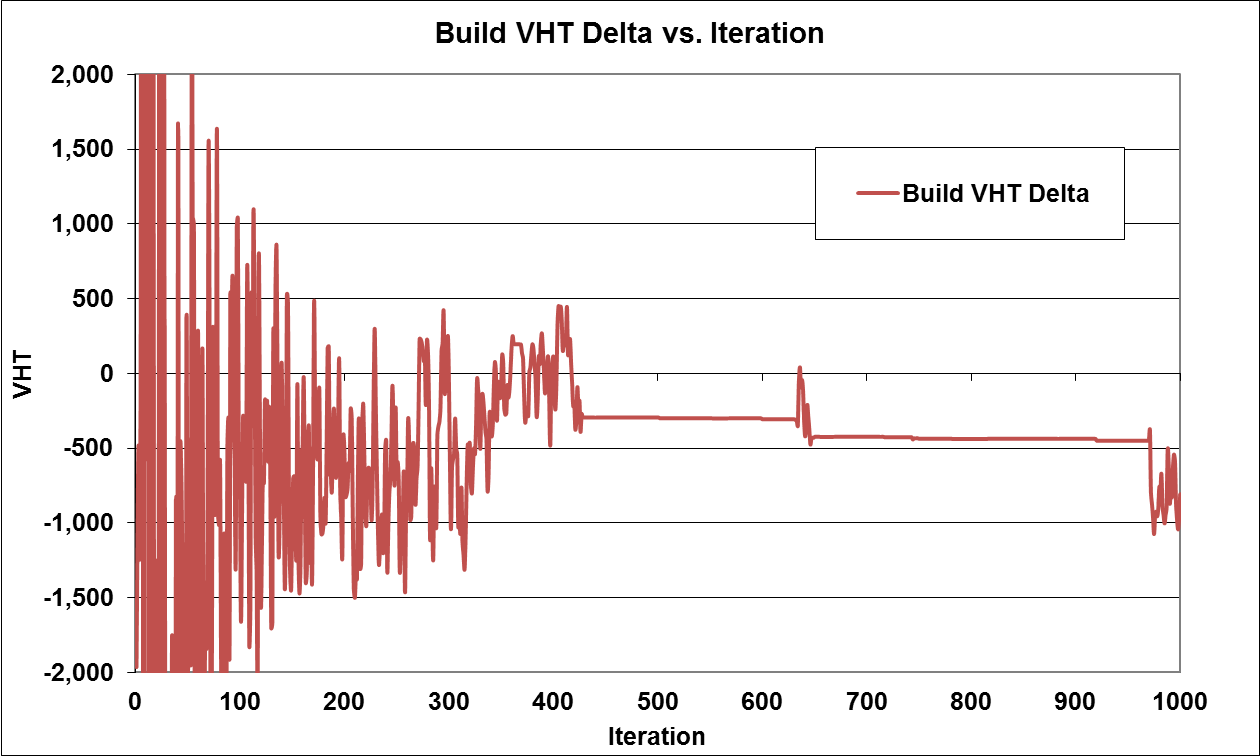 Build VHT Delta vs. Iteration
2,000
1,500
1,000
500
0
-500
-1,000
-1,500
-2,000
VHT
Build VHT Delta
0 100 200 300 400 500 600 700 800 900 1000
Iteration